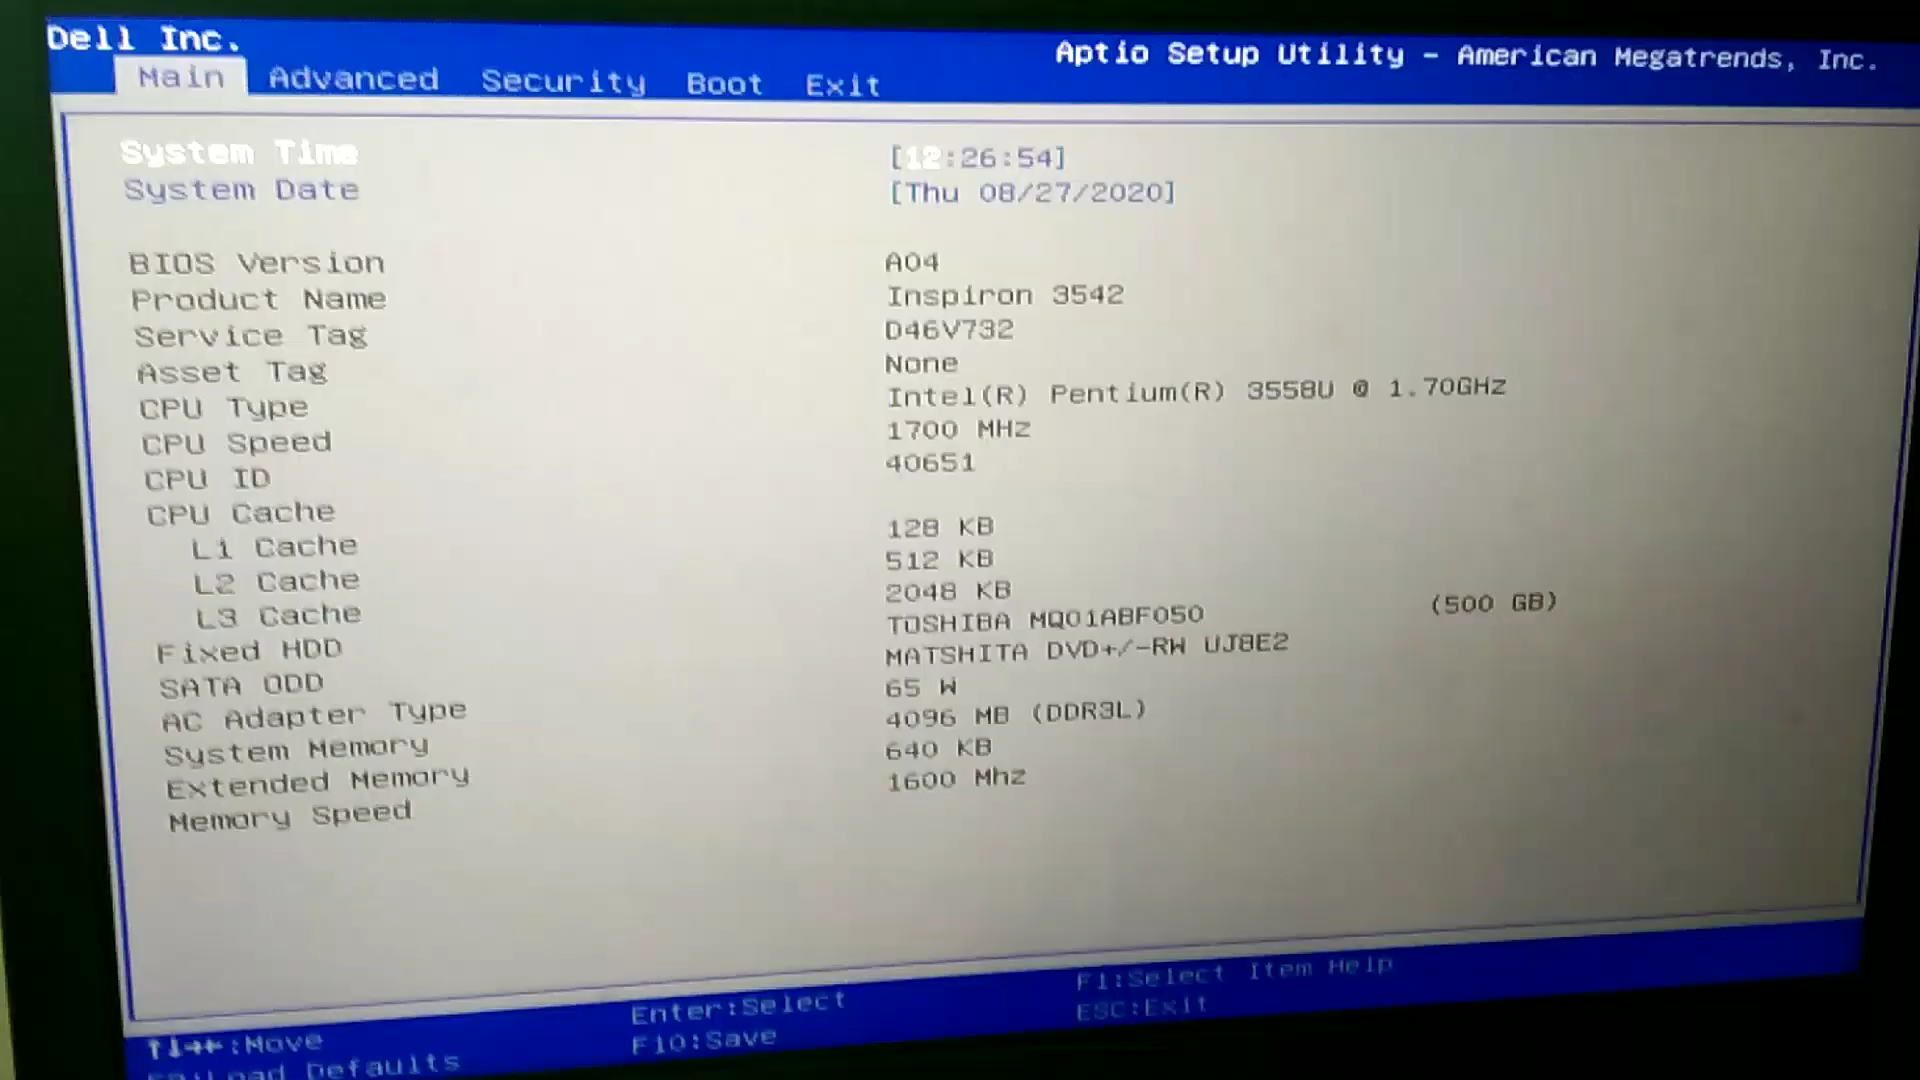 Dell Inc.
Aptio Setup Utility - American Megatrends, Inc.
Main Advanced Security Boot Exit
System Time [12:26:54]
System Date [Thu 08/27/2020]
BIOS Version A04
Product Name Inspiron 3542
Service Tag D46V732
Asset Tag None
CPU Type Intel(R) Pentium(R) 3558U @ 1.70GHz
CPU Speed 1700 MHz
CPU ID 40651
CPU Cache
L1 Cache 128 KB
L2 Cache 512 KB
L3 Cache 2048 KB
Fixed HDD TOSHIBA MQ01ABF050 (500 GB)
SATA ODD MATSHITA DVD+/-RW UJ8E2
AC Adapter Type 65 W
System Memory 4096 MB (DDR3L)
Extended Memory 640 KB
Memory Speed 1600 Mhz
↑↓→←:Move Enter:Select F1:Select Item Help
Load Defaults F10:Save ESC:Exit